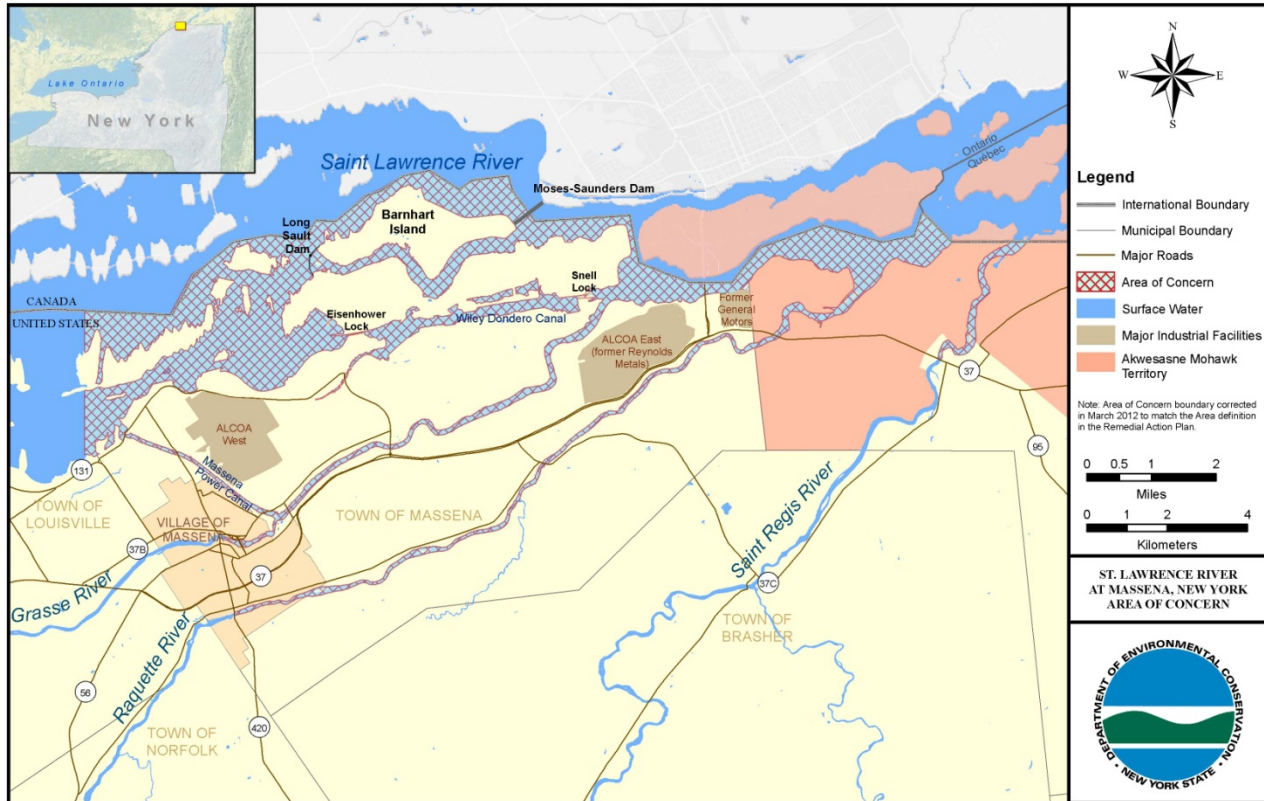 Lake Ontario
New York
Saint Lawrence River
Moses-Saunders Dam
Long
Sault
Dam
Barnhart
Island
Ontario
Québec
Snell
Lock
Eisenhower
Lock
Wiley Dondero Canal
CANADA
UNITED STATES
Former
General
Motors
ALCOA East
(former Reynolds
Metals)
ALCOA
West
Massena
Power Canal
131
TOWN OF
LOUISVILLE
VILLAGE OF
MASSENA
TOWN OF MASSENA
37B
37
Grasse River
Raquette River
56
420
TOWN OF
NORFOLK
Saint Regis River
37C
TOWN OF
BRASHER
37
95
N
W
E
S
Legend
International Boundary
Municipal Boundary
Major Roads
Area of Concern
Surface Water
Major Industrial Facilities
Akwesasne Mohawk
Territory
Note: Area of Concern boundary corrected
in March 2012 to match the Area definition
in the Remedial Action Plan.
0 0.5 1 2
Miles
0 1 2 4
Kilometers
ST. LAWRENCE RIVER
AT MASSENA, NEW YORK
AREA OF CONCERN
DEPARTMENT OF ENVIRONMENTAL CONSERVATION
NEW YORK STATE